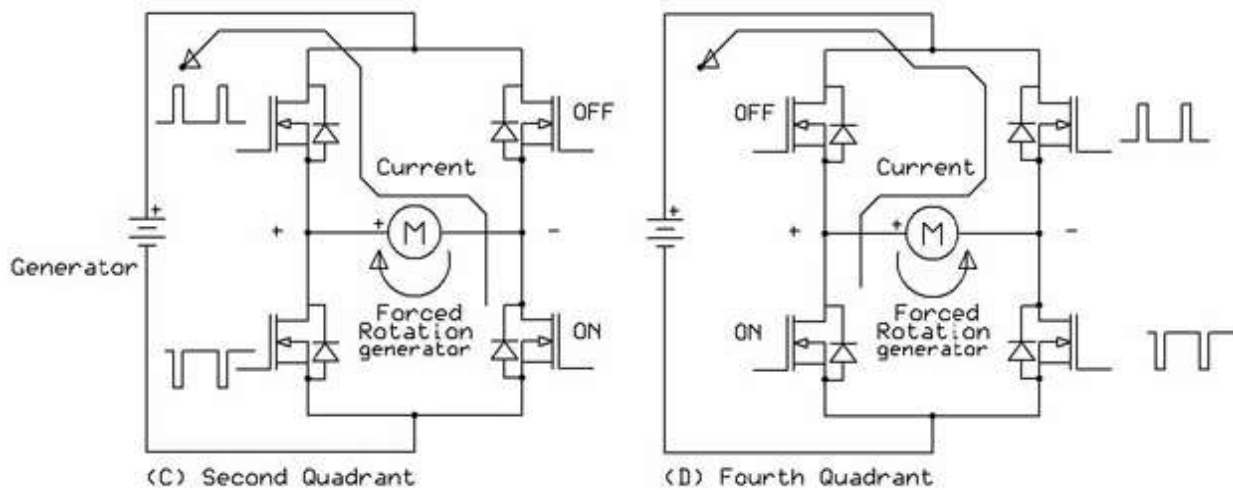 OFF
Current
+
+
+
M
-
Generator
Forced
Rotation
generator
ON
(C) Second Quadrant
OFF
Current
+
+
+
M
-
ON
Forced
Rotation
generator
(D) Fourth Quadrant